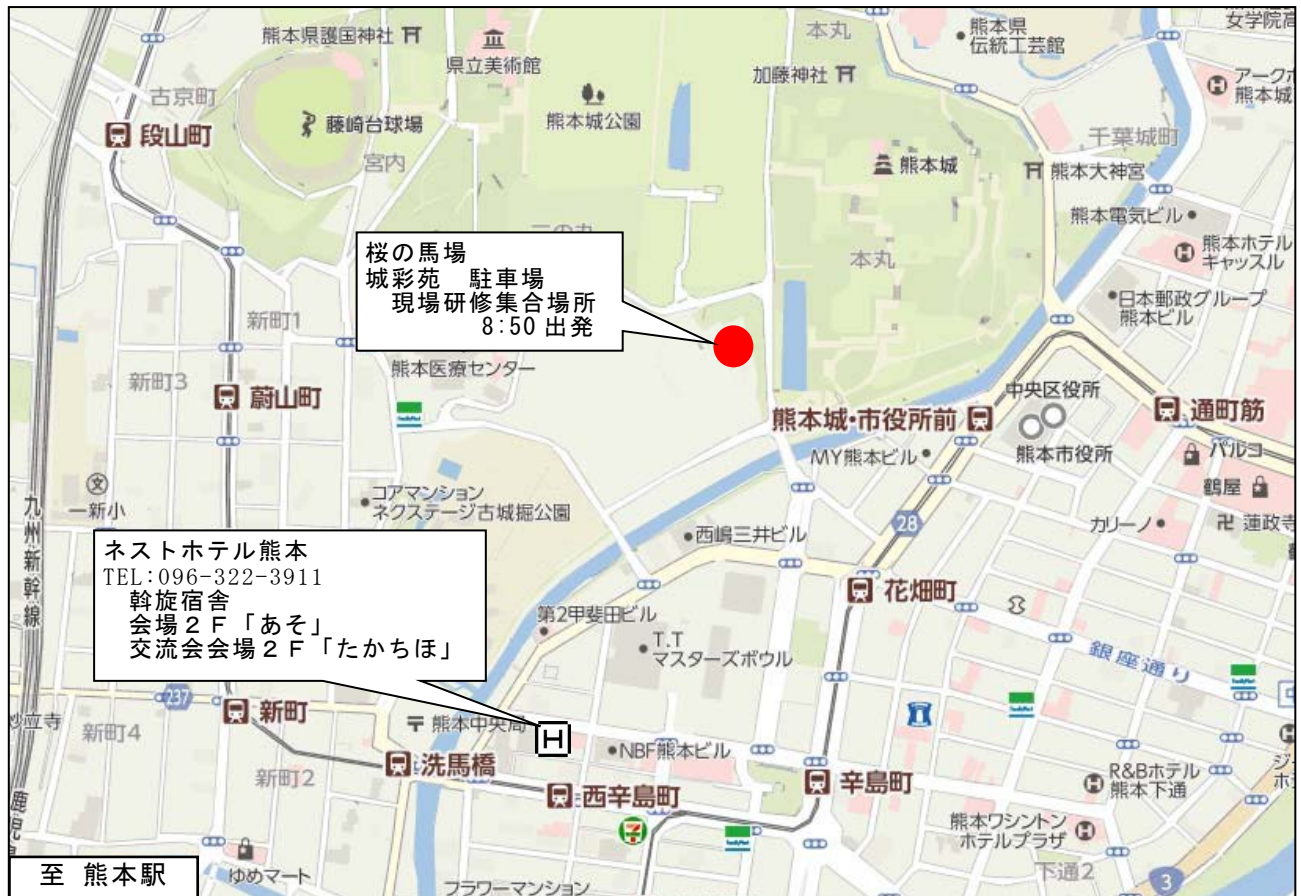 熊本県護国神社
県立美術館
本丸
熊本県
伝統工芸館
加藤神社
アーク
熊本城
古京町
段山町
藤崎台球場
宮内
熊本城公園
熊本城
千葉城町
熊本大神宮
熊本電気ビル
熊本ホテル
キャッスル
本丸
日本郵政グループ
熊本ビル
桜の馬場
城彩苑 駐車場
現場研修集合場所
8:50出発
新町1
新町3
蔚山町
熊本医療センター
FamilyMart
熊本城・市役所前
中央区役所
熊本市役所
通町筋
パルコ
鶴屋
MY熊本ビル
文
一新小
コアマンション
ネクステージ古城掘公園
九州新幹線
西嶋三井ビル
28
カリーノ
蓮政寺
ネストホテル熊本
TEL:096-322-3911
斡旋宿舎
会場2F「あそ」
交流会会場2F「たかちほ」
花畑町
第2甲斐田ビル
T.T
マスターズボウル
銀座通り
FamilyMart
FamilyMart
237
新町
新町4
熊本中央局
H
NBF熊本ビル
新町2
洗馬橋
西辛島町
辛島町
R&Bホテル
熊本下通
熊本ワシントン
ホテルプラザ
下通2
3
7
FamilyMart
至 熊本駅
ゆめマート
フラワーマンション